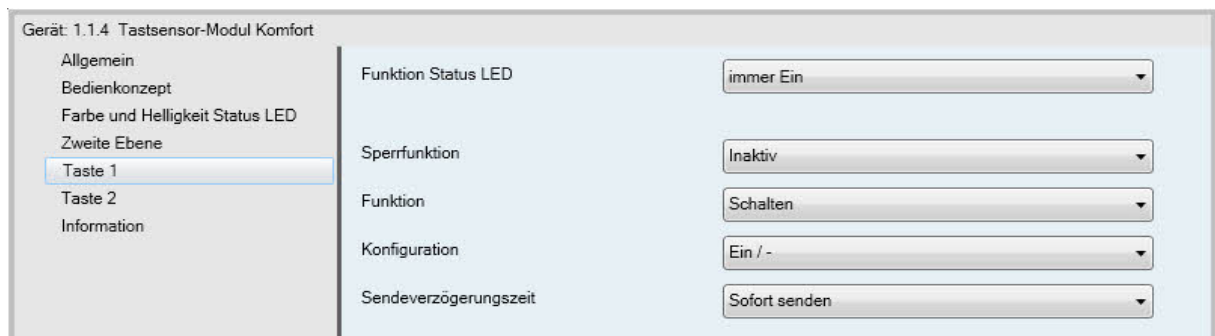 Gerät: 1.1.4 Tastsensor-Modul Komfort
Allgemein
Bedienkonzept
Farbe und Helligkeit Status LED
Zweite Ebene
Taste 1
Taste 2
Information
Funktion Status LED
immer Ein
Sperrfunktion
Inaktiv
Funktion
Schalten
Konfiguration
Ein / -
Sendeverzögerungszeit
Sofort senden